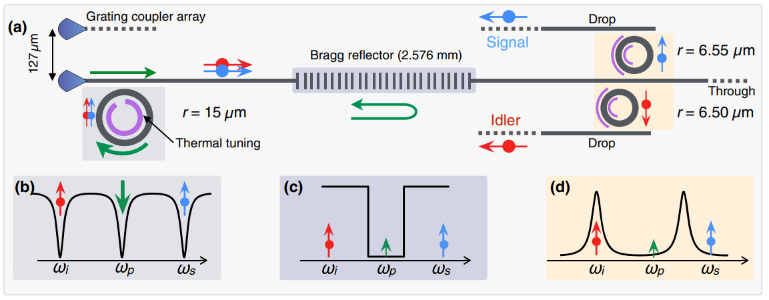 (a)
Grating coupler array
127 μm
r = 15 μm
Thermal tuning
Bragg reflector (2.576 mm)
Signal
Drop
r = 6.55 μm
Through
r = 6.50 μm
Idler
Drop
(b)
ωi
ωp
ωs
(c)
ωi
ωp
ωs
(d)
ωi
ωp
ωs